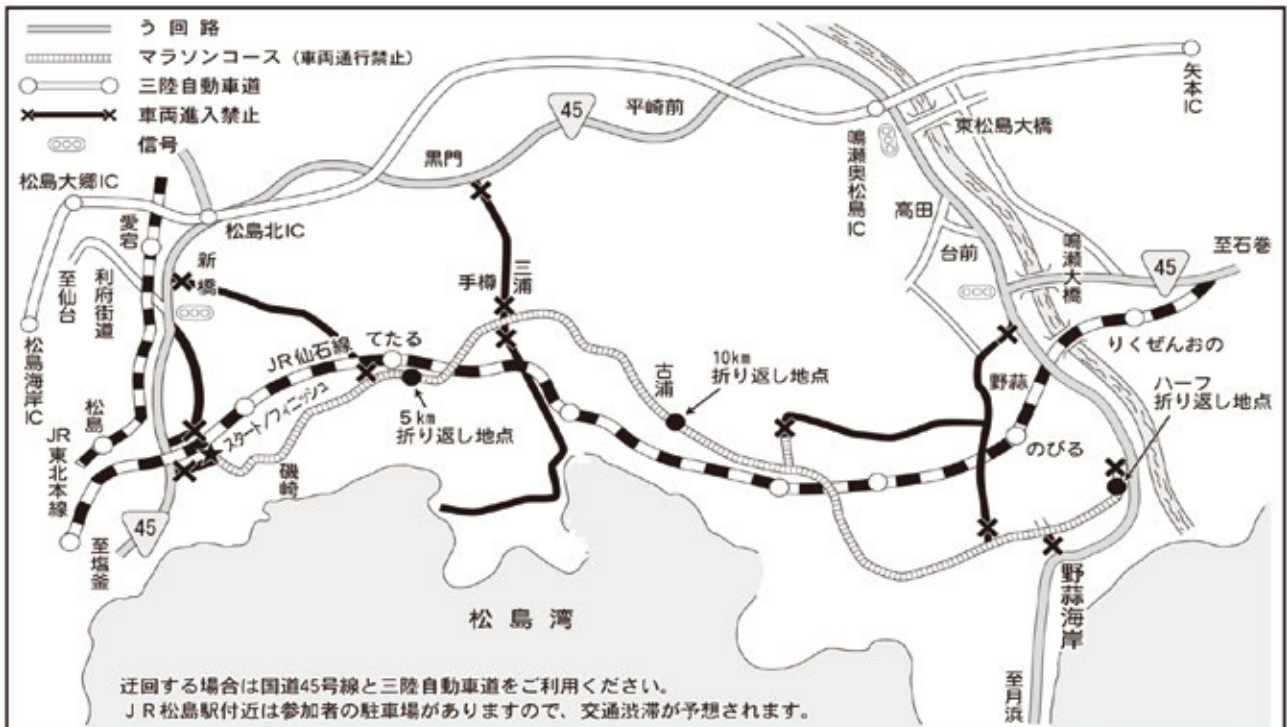 う回路
マラソンコース（車両通行禁止）
三陸自動車道
車両進入禁止
信号
松島大郷IC
愛宕
松島北IC
黒門
45
平崎前
鳴瀬奥松島IC
東松島大橋
矢本IC
高田
台前
鳴瀬大橋
45
至石巻
至仙台
利府街道
新橋
手樽
三浦
JR仙石線
てたる
りくぜんおの
松島海岸IC
松島
JR東北本線
スタート/フィニッシュ
5km
折り返し地点
古浦
10km
折り返し地点
野蒜
のびる
ハーフ
折り返し地点
磯崎
45
至塩釜
松島湾
野蒜海岸
至月浜
迂回する場合は国道45号線と三陸自動車道をご利用ください。
JR松島駅付近は参加者の駐車場がありますので、交通渋滞が予想されます。